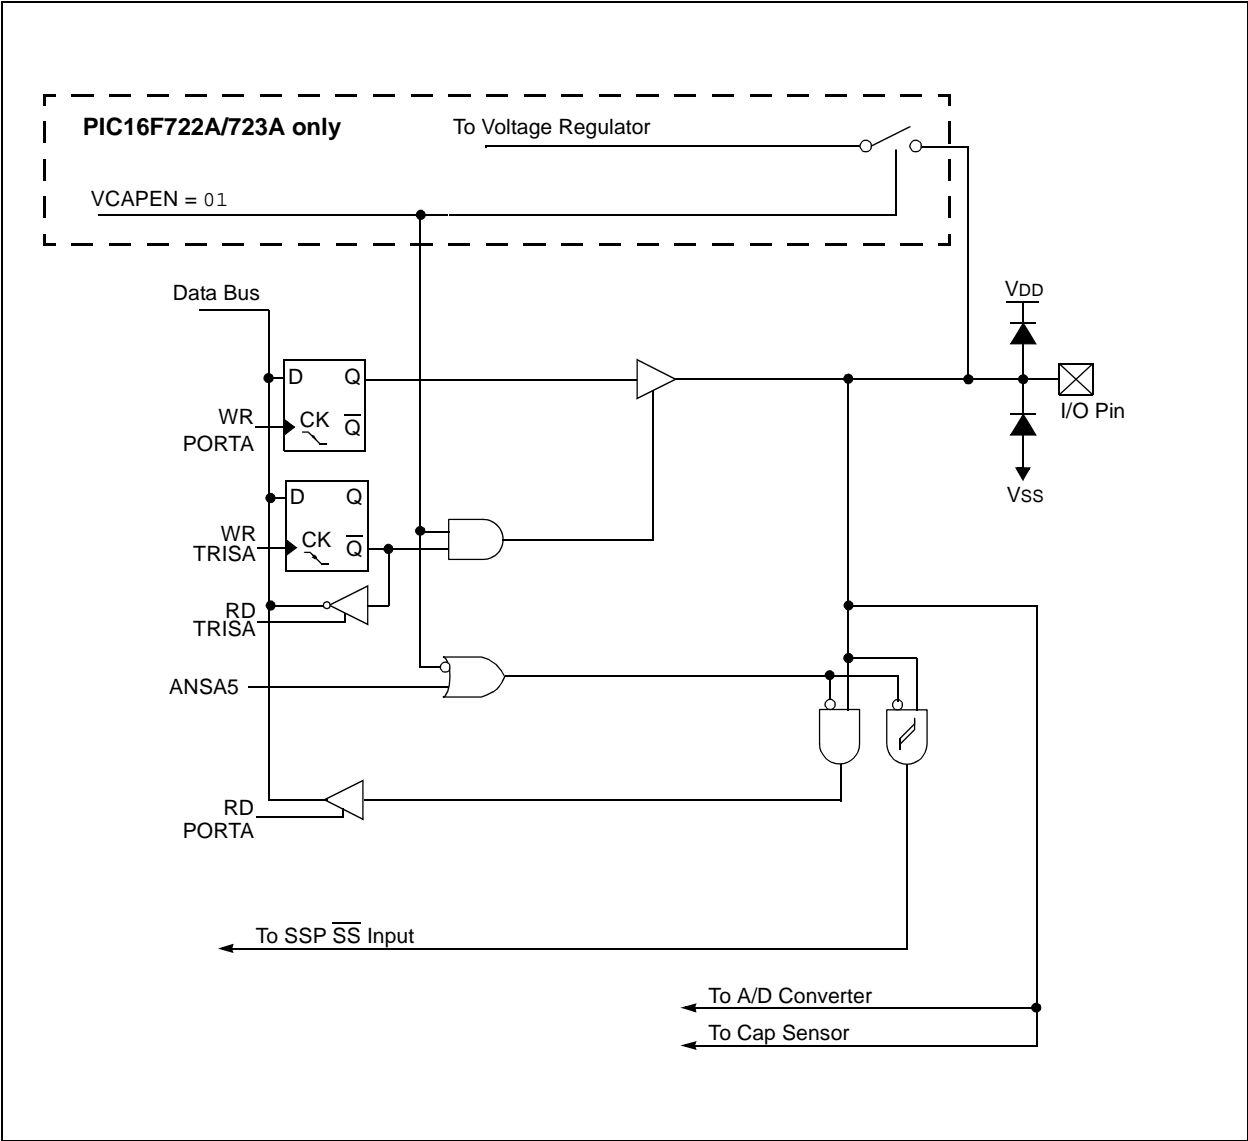 PIC16F722A/723A only
To Voltage Regulator
VCAPEN = 01
Data Bus
VDD
D Q
WR
PORTA
CK
Q̅
I/O Pin
D Q
VSS
WR
TRISA
CK
Q̅
RD
TRISA
ANSA5
RD
PORTA
To SSP S̅S̅ Input
To A/D Converter
To Cap Sensor